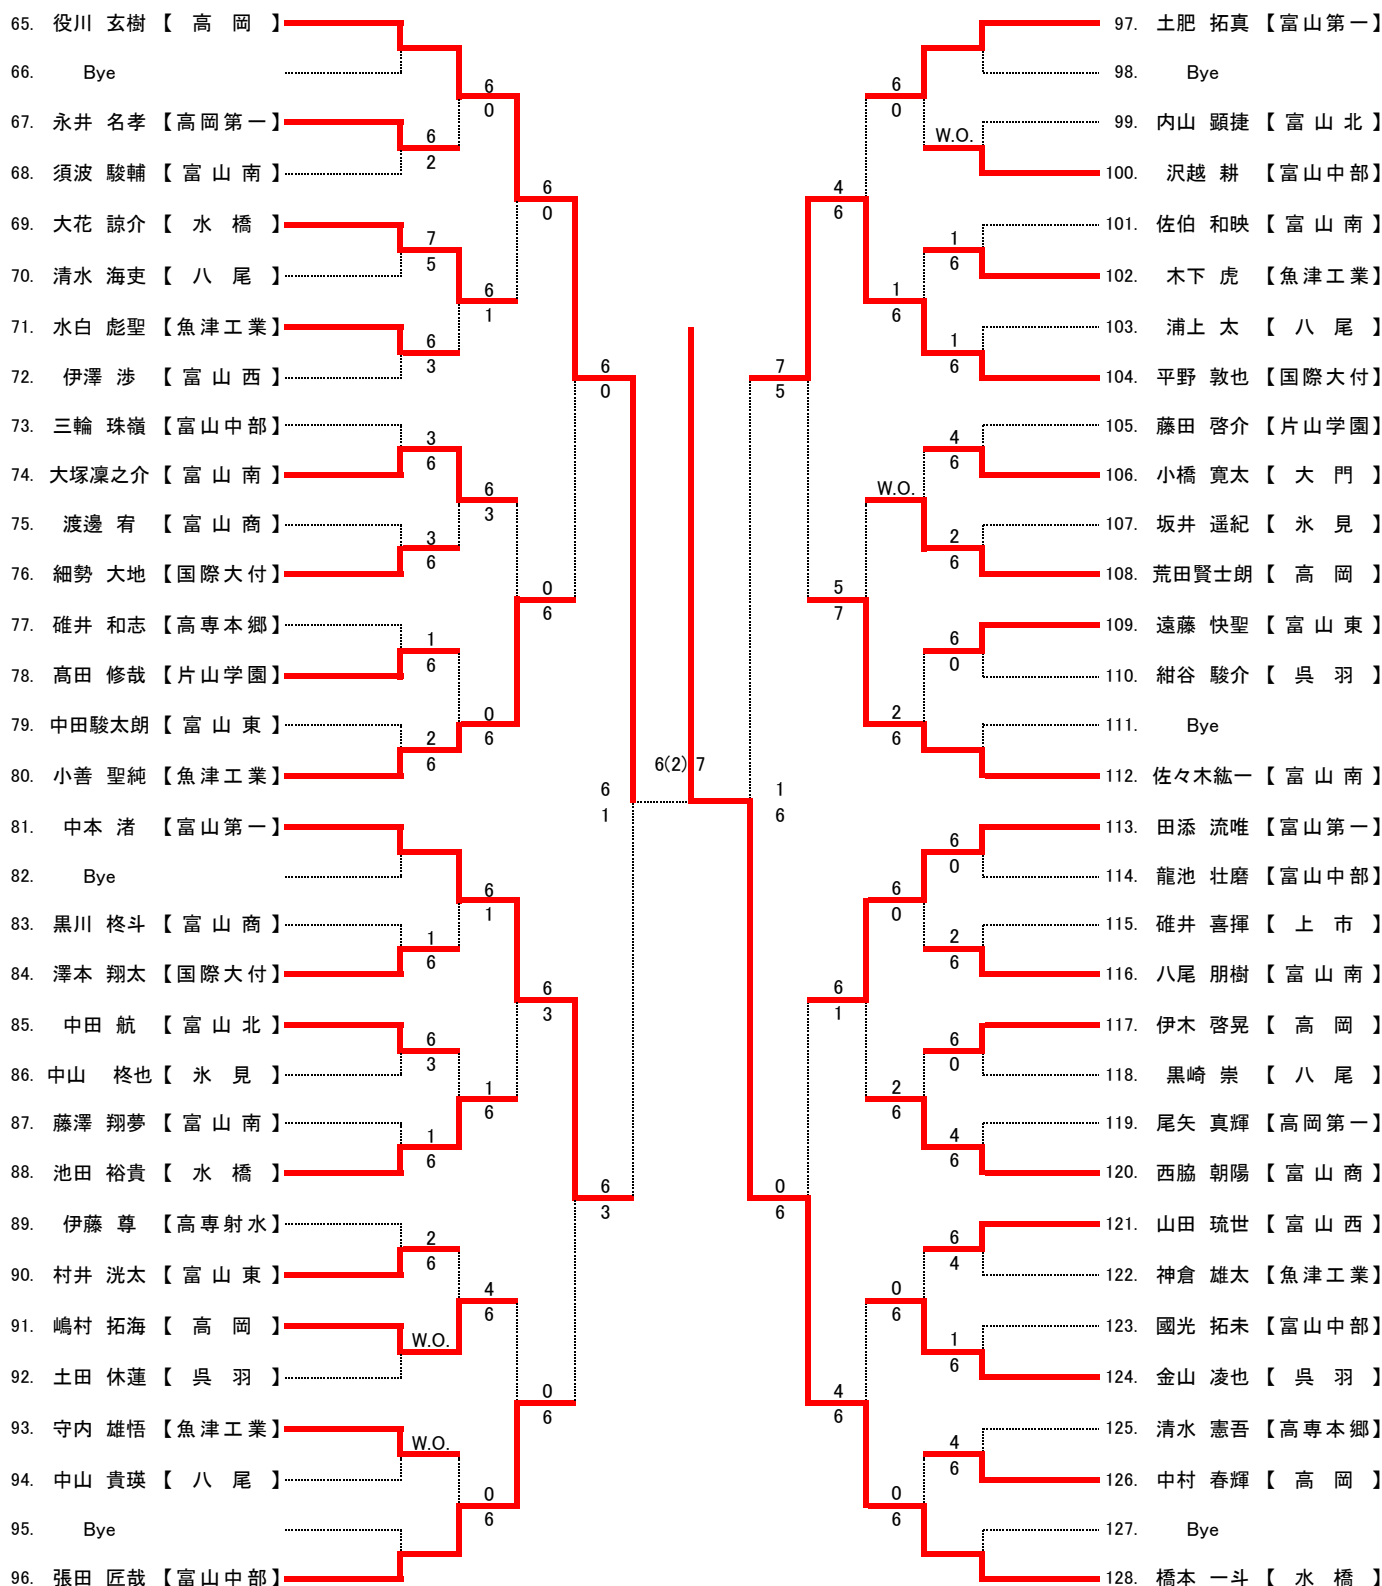 65. 役川 玄樹 【 高 岡 】
66. Bye
6
0
67. 永井 名孝 【高岡第一】
6
2
68. 須波 駿輔 【 富 山 南 】
6
0
69. 大花 諒介 【 水 橋 】
7
5
70. 清水 海吏 【 八 尾 】
6
1
71. 水白 彪聖 【魚津工業】
6
3
72. 伊澤 渉 【 富 山 西 】
6
0
73. 三輪 珠嶺 【富山中部】
3
6
74. 大塚凜之介 【 富 山 南 】
6
3
75. 渡邊 宥 【 富 山 商 】
3
6
76. 細勢 大地 【国際大付】
0
6
77. 碓井 和志 【高専本郷】
1
6
78. 髙田 修哉 【片山学園】
0
6
79. 中田駿太朗 【 富 山 東 】
2
6
80. 小善 聖純 【魚津工業】
6
1
81. 中本 渚 【富山第一】
82. Bye
6
1
83. 黒川 柊斗 【 富 山 商 】
1
6
84. 澤本 翔太 【国際大付】
6
3
85. 中田 航 【 富 山 北 】
6
3
86. 中山 柊也 【 氷 見 】
1
6
87. 藤澤 翔夢 【 富 山 南 】
1
6
88. 池田 裕貴 【 水 橋 】
6
3
89. 伊藤 尊 【高専射水】
2
6
90. 村井 洸太 【 富 山 東 】
4
6
91. 嶋村 拓海 【 高 岡 】
W.O.
92. 土田 休蓮 【 呉 羽 】
0
6
93. 守内 雄悟 【魚津工業】
W.O.
94. 中山 貴瑛 【 八 尾 】
0
6
95. Bye
96. 張田 匠哉 【富山中部】
6(2) 7
97. 土肥 拓真 【富山第一】
98. Bye
6
0
99. 内山 顕捷 【 富 山 北 】
W.O.
100. 沢越 耕 【富山中部】
4
6
101. 佐伯 和映 【 富 山 南 】
1
6
102. 木下 虎 【魚津工業】
1
6
103. 浦上 太 【 八 尾 】
1
6
104. 平野 敦也 【国際大付】
7
5
105. 藤田 啓介 【片山学園】
4
6
106. 小橋 寛太 【 大 門 】
W.O.
107. 坂井 遥紀 【 氷 見 】
2
6
108. 荒田賢士朗 【 高 岡 】
5
7
109. 遠藤 快聖 【 富 山 東 】
6
0
110. 紺谷 駿介 【 呉 羽 】
2
6
111. Bye
112. 佐々木紘一 【 富 山 南 】
1
6
113. 田添 流唯 【富山第一】
6
0
114. 龍池 壮磨 【富山中部】
6
0
115. 碓井 喜揮 【 上 市 】
2
6
116. 八尾 朋樹 【 富 山 南 】
6
1
117. 伊木 啓晃 【 高 岡 】
6
0
118. 黒崎 崇 【 八 尾 】
2
6
119. 尾矢 真輝 【高岡第一】
4
6
120. 西脇 朝陽 【 富 山 商 】
0
6
121. 山田 琉世 【 富 山 西 】
6
4
122. 神倉 雄太 【魚津工業】
0
6
123. 國光 拓未 【富山中部】
1
6
124. 金山 凌也 【 呉 羽 】
4
6
125. 清水 憲吾 【高専本郷】
4
6
126. 中村 春輝 【 高 岡 】
0
6
127. Bye
128. 橋本 一斗 【 水 橋 】